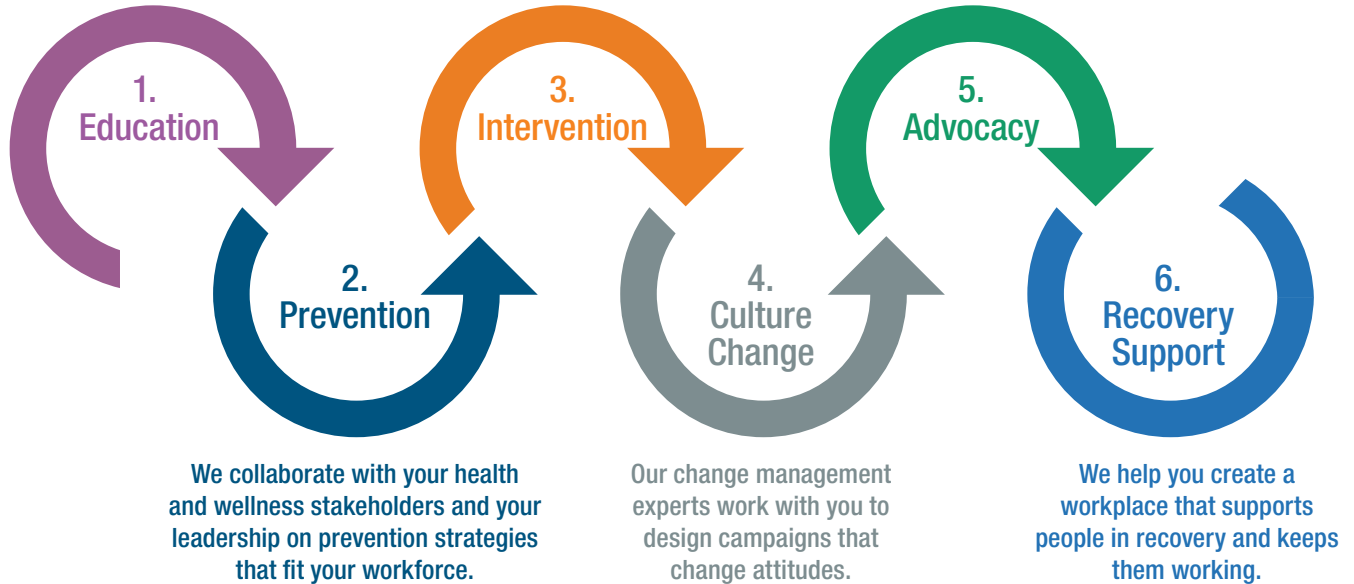 1.
Education
2.
Prevention
We collaborate with your health
and wellness stakeholders and your
leadership on prevention strategies
that fit your workforce.
3.
Intervention
4.
Culture
Change
Our change management
experts work with you to
design campaigns that
change attitudes.
5.
Advocacy
6.
Recovery
Support
We help you create a
workplace that supports
people in recovery and keeps
them working.